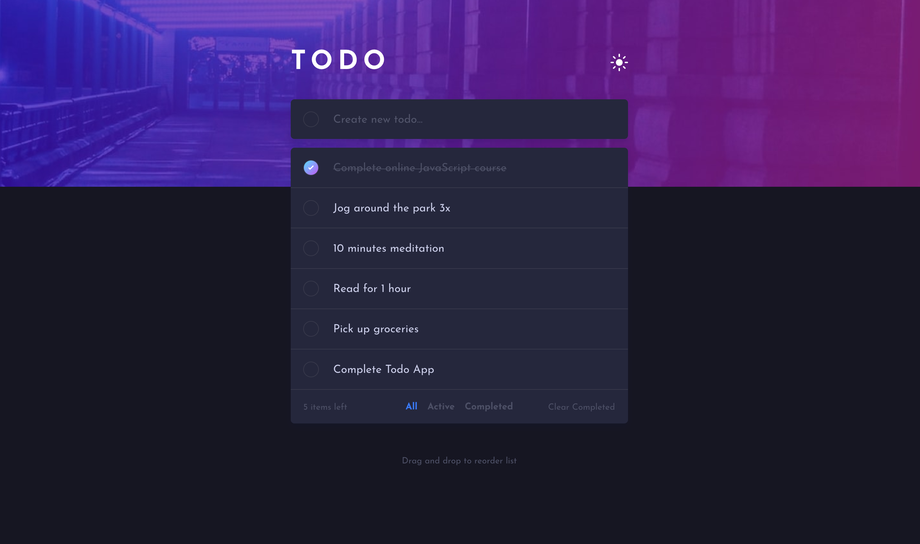 TODO
Create new todo...
Complete online JavaScript course
Jog around the park 3x
10 minutes meditation
Read for 1 hour
Pick up groceries
Complete Todo App
5 items left All Active Completed Clear Completed
Drag and drop to reorder list